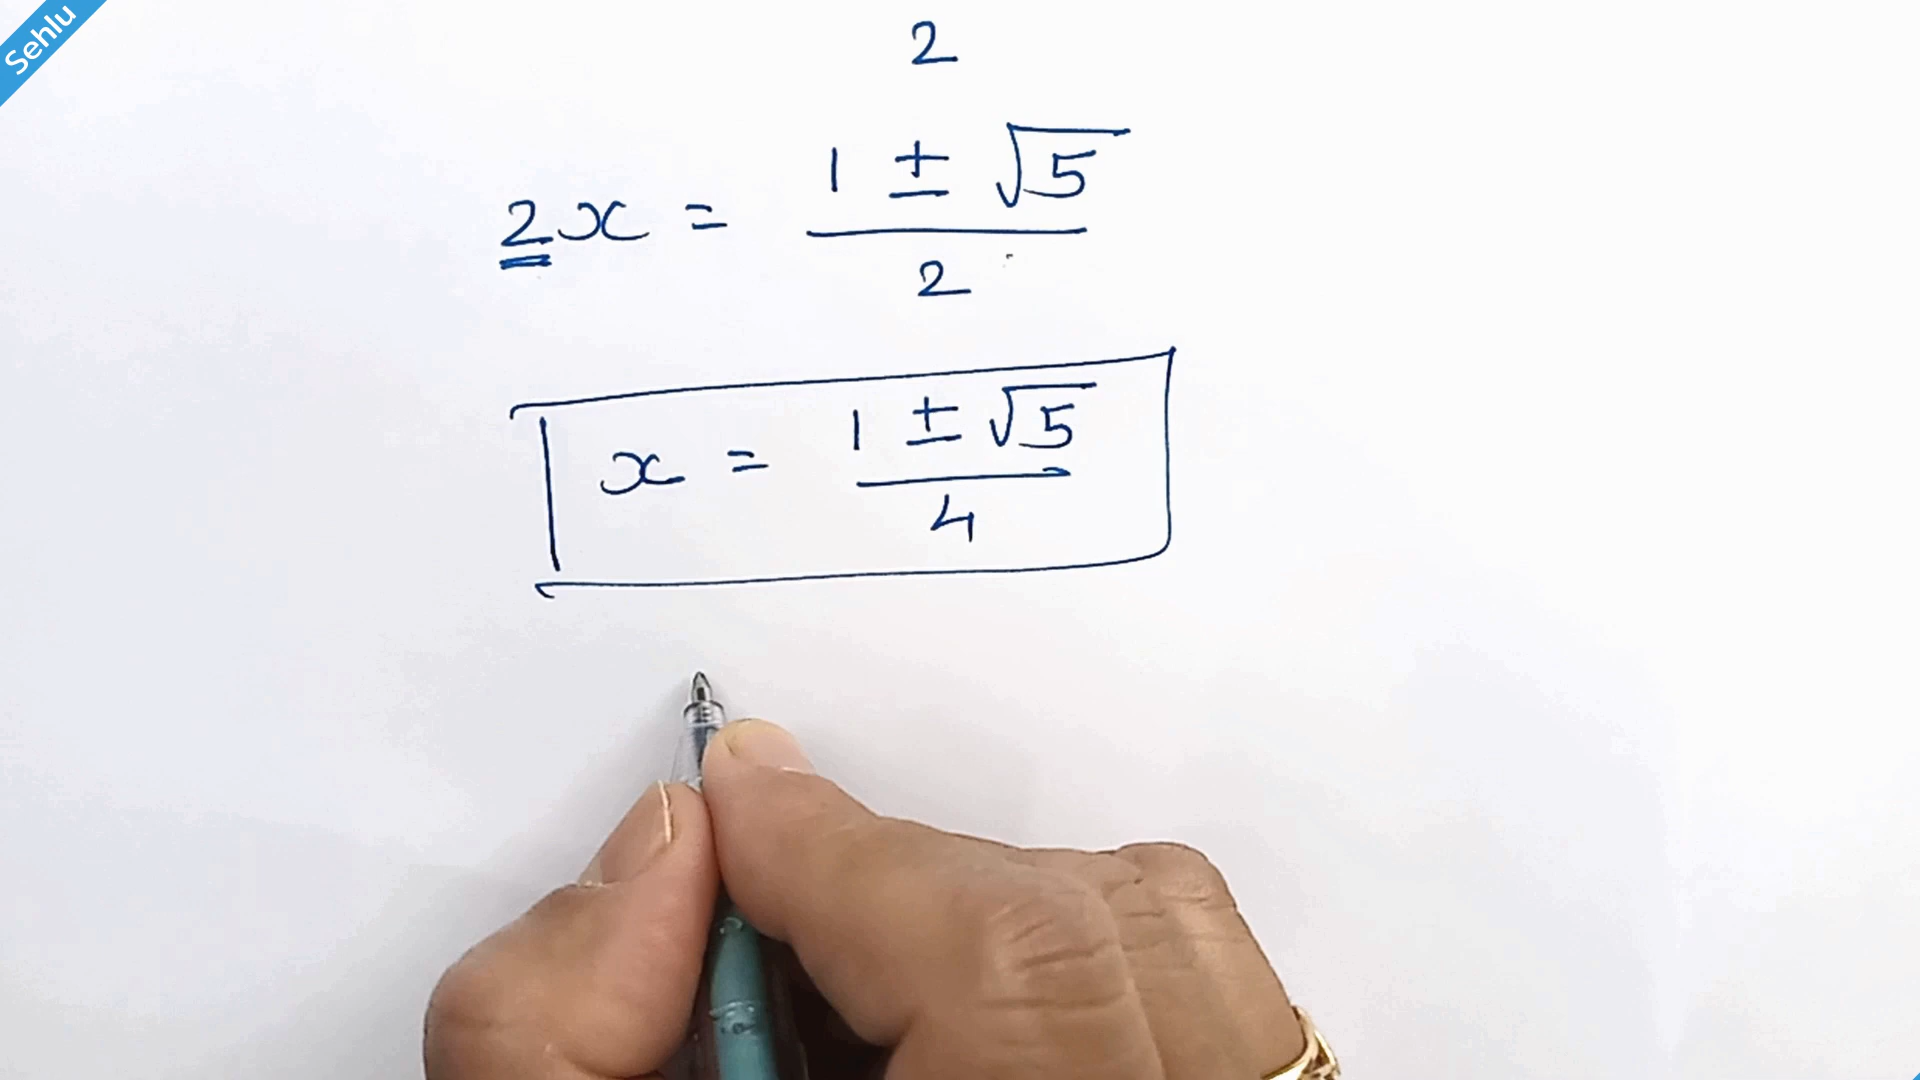 Sehlu
2
2x = (1 ± √5) / 2
x = (1 ± √5) / 4